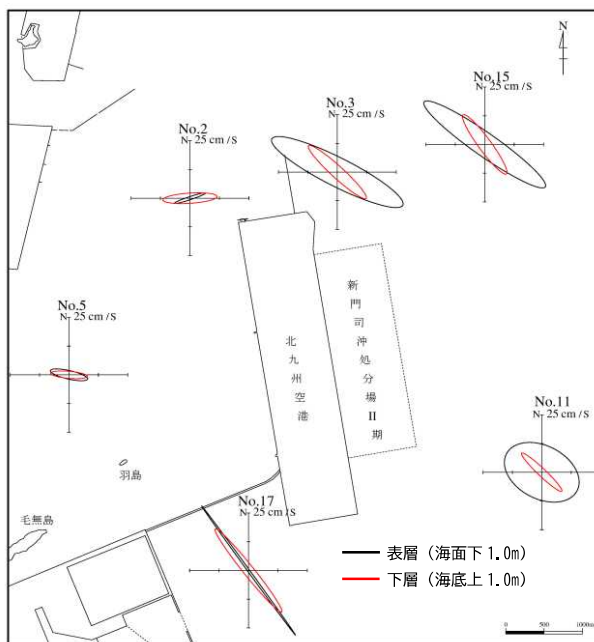 N
No.15
N 25 cm /S
No.3
N 25 cm /S
No.2
N 25 cm /S
新門司沖処分場II期
No.5
N 25 cm /S
北九州空港
No.11
N 25 cm /S
羽島
No.17
N 25 cm /S
毛無島
表層（海面下 1.0m）
下層（海底上 1.0m）
0 500 1000m